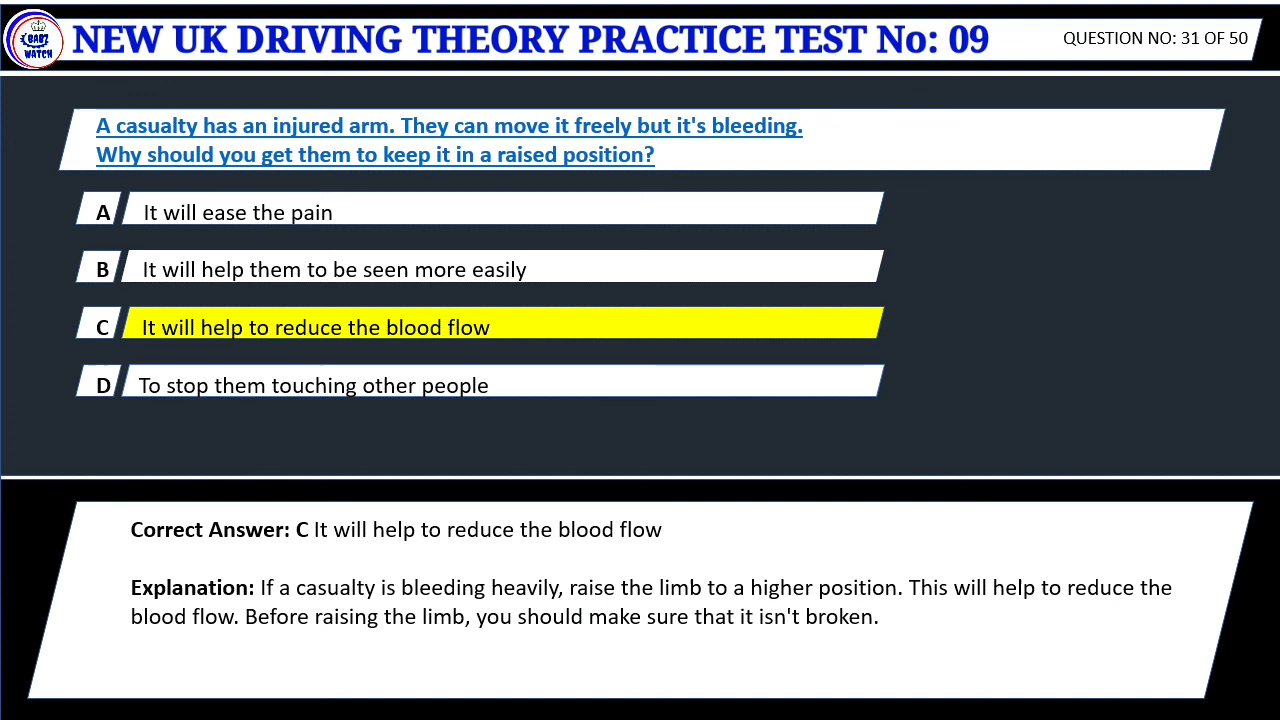 BABZ
WATCH
NEW UK DRIVING THEORY PRACTICE TEST No: 09
QUESTION NO: 31 OF 50
A casualty has an injured arm. They can move it freely but it's bleeding.
Why should you get them to keep it in a raised position?
A It will ease the pain
B It will help them to be seen more easily
C It will help to reduce the blood flow
D To stop them touching other people
Correct Answer: C It will help to reduce the blood flow
Explanation: If a casualty is bleeding heavily, raise the limb to a higher position. This will help to reduce the
blood flow. Before raising the limb, you should make sure that it isn't broken.